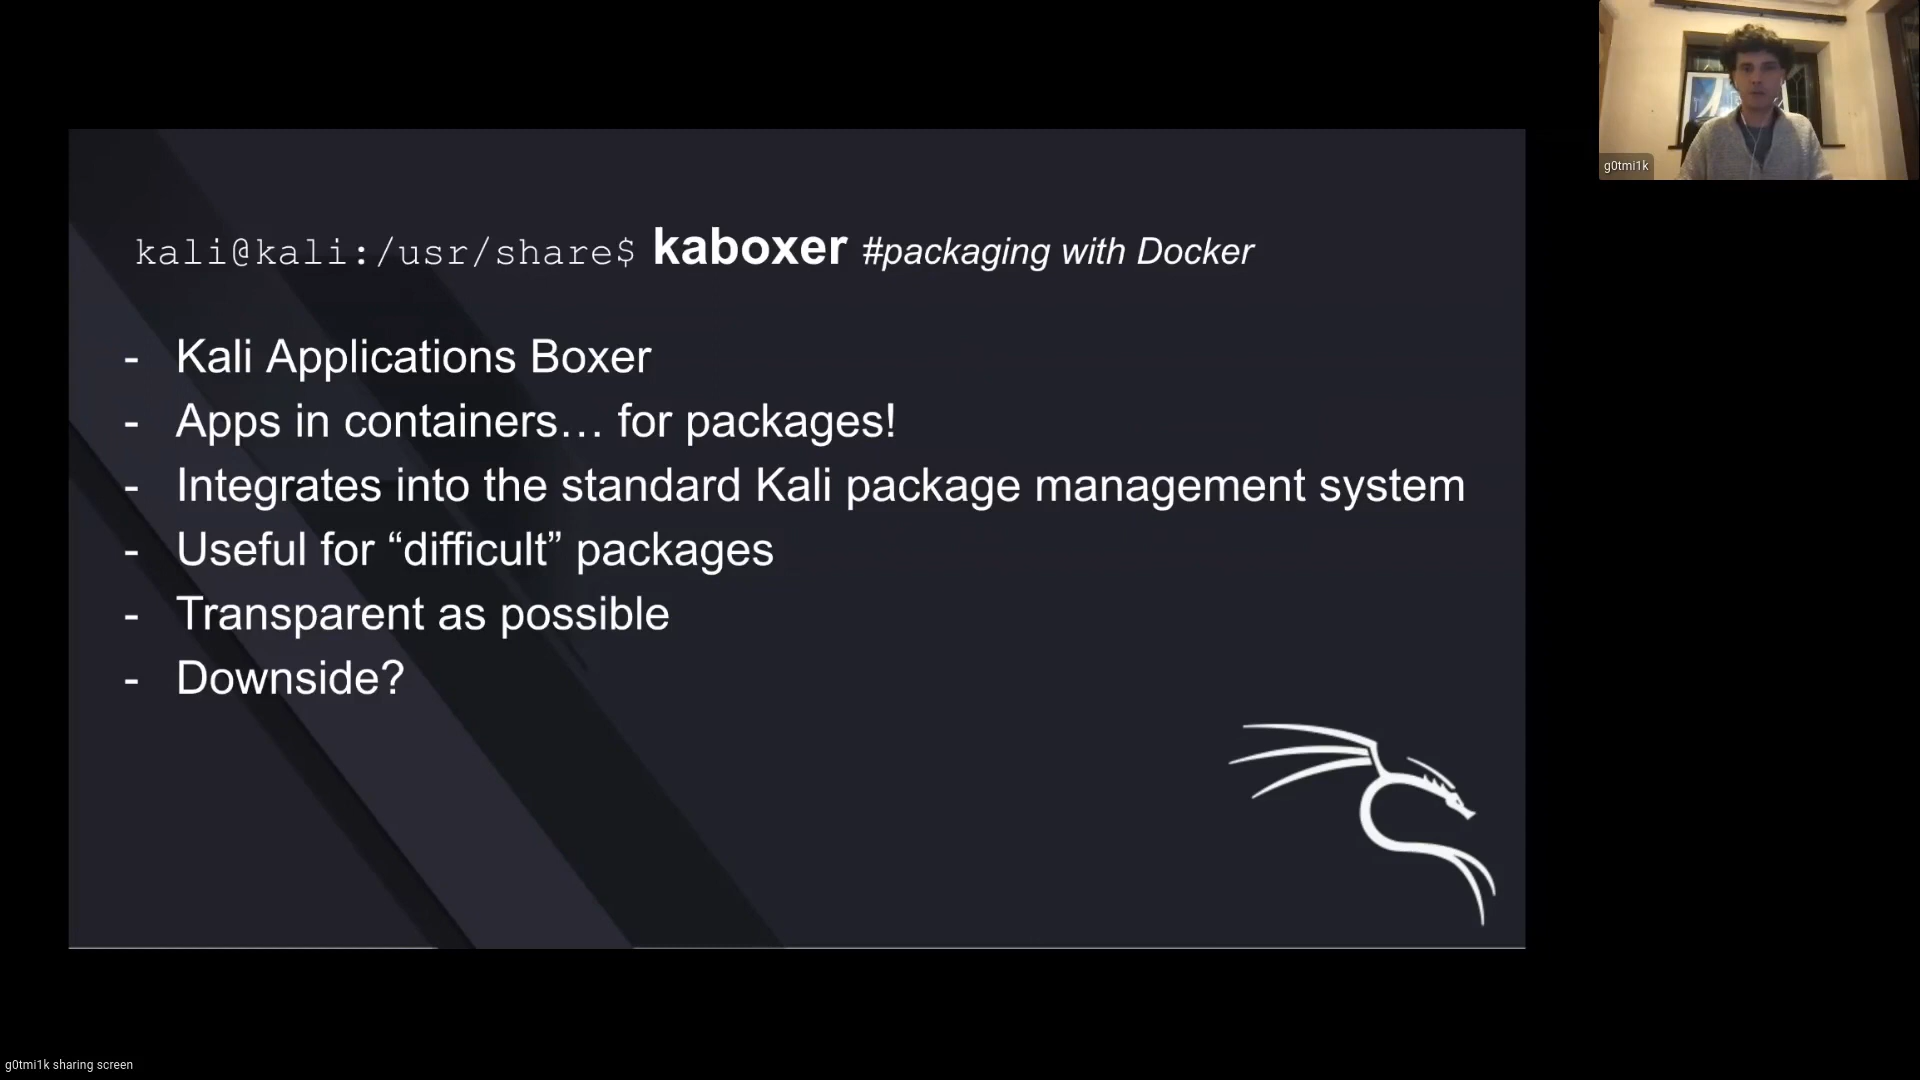 g0tmi1k
kali@kali:/usr/share$ kaboxer #packaging with Docker
- Kali Applications Boxer
- Apps in containers… for packages!
- Integrates into the standard Kali package management system
- Useful for “difficult” packages
- Transparent as possible
- Downside?
g0tmi1k sharing screen